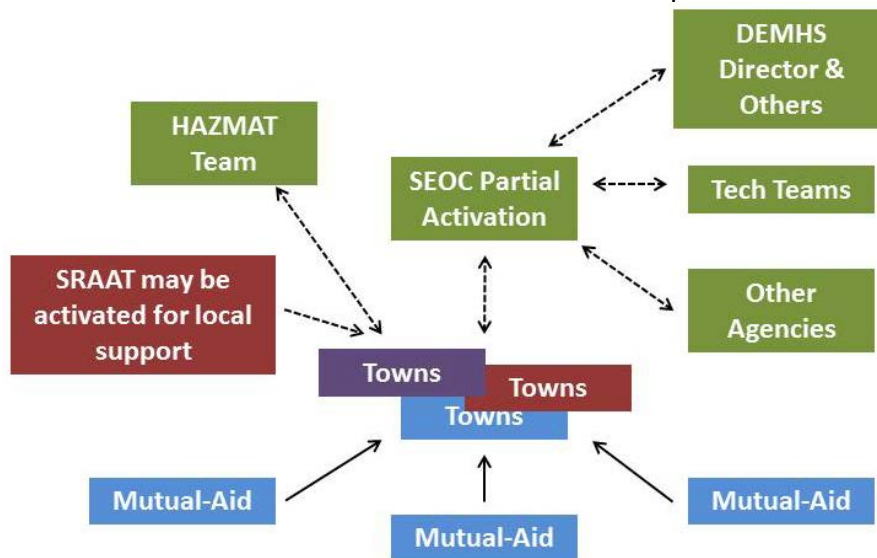 DEMHS
Director &
Others
HAZMAT
Team
SEOC Partial
Activation
Tech Teams
SRAAT may be
activated for local
support
Other
Agencies
Towns
Towns
Towns
Mutual-Aid
Mutual-Aid
Mutual-Aid